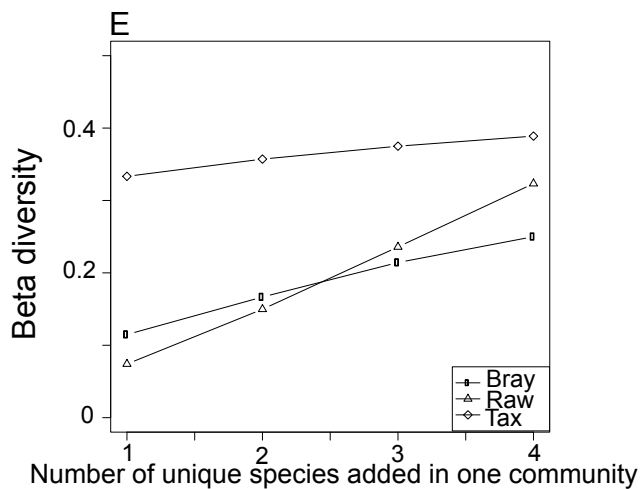 E
Beta diversity
0.4
0.2
0
Bray
Raw
Tax
1 2 3 4
Number of unique species added in one community